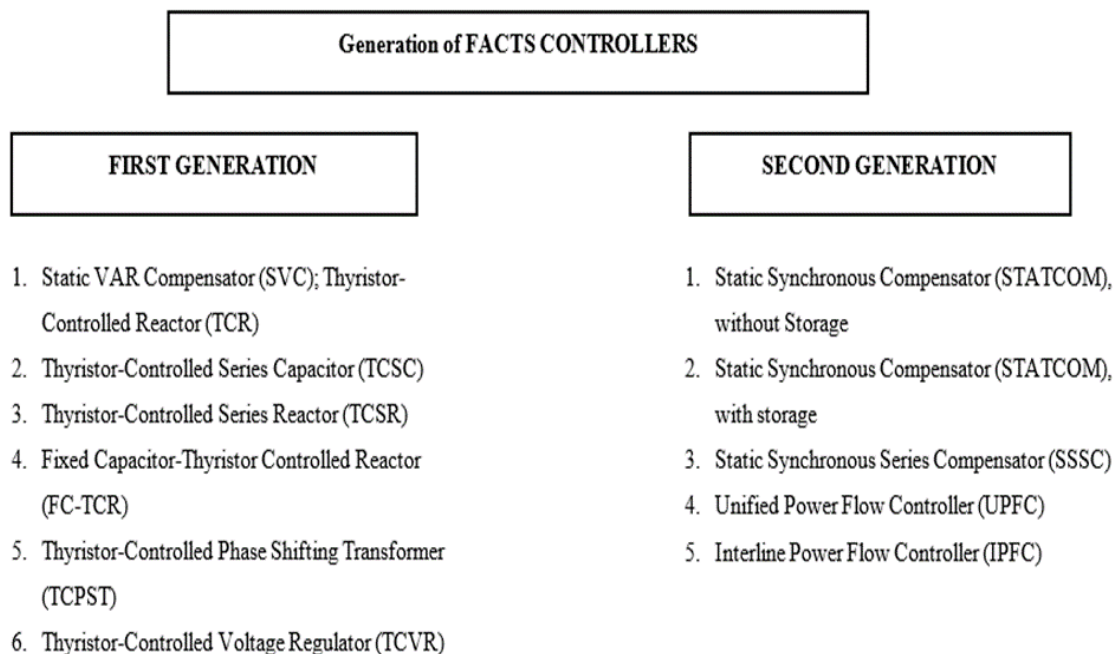 Generation of FACTS CONTROLLERS
FIRST GENERATION
1. Static VAR Compensator (SVC); Thyristor-
Controlled Reactor (TCR)
2. Thyristor-Controlled Series Capacitor (TCSC)
3. Thyristor-Controlled Series Reactor (TCSR)
4. Fixed Capacitor-Thyristor Controlled Reactor
(FC-TCR)
5. Thyristor-Controlled Phase Shifting Transformer
(TCPST)
6. Thyristor-Controlled Voltage Regulator (TCVR)
SECOND GENERATION
1. Static Synchronous Compensator (STATCOM),
without Storage
2. Static Synchronous Compensator (STATCOM),
with storage
3. Static Synchronous Series Compensator (SSSC)
4. Unified Power Flow Controller (UPFC)
5. Interline Power Flow Controller (IPFC)